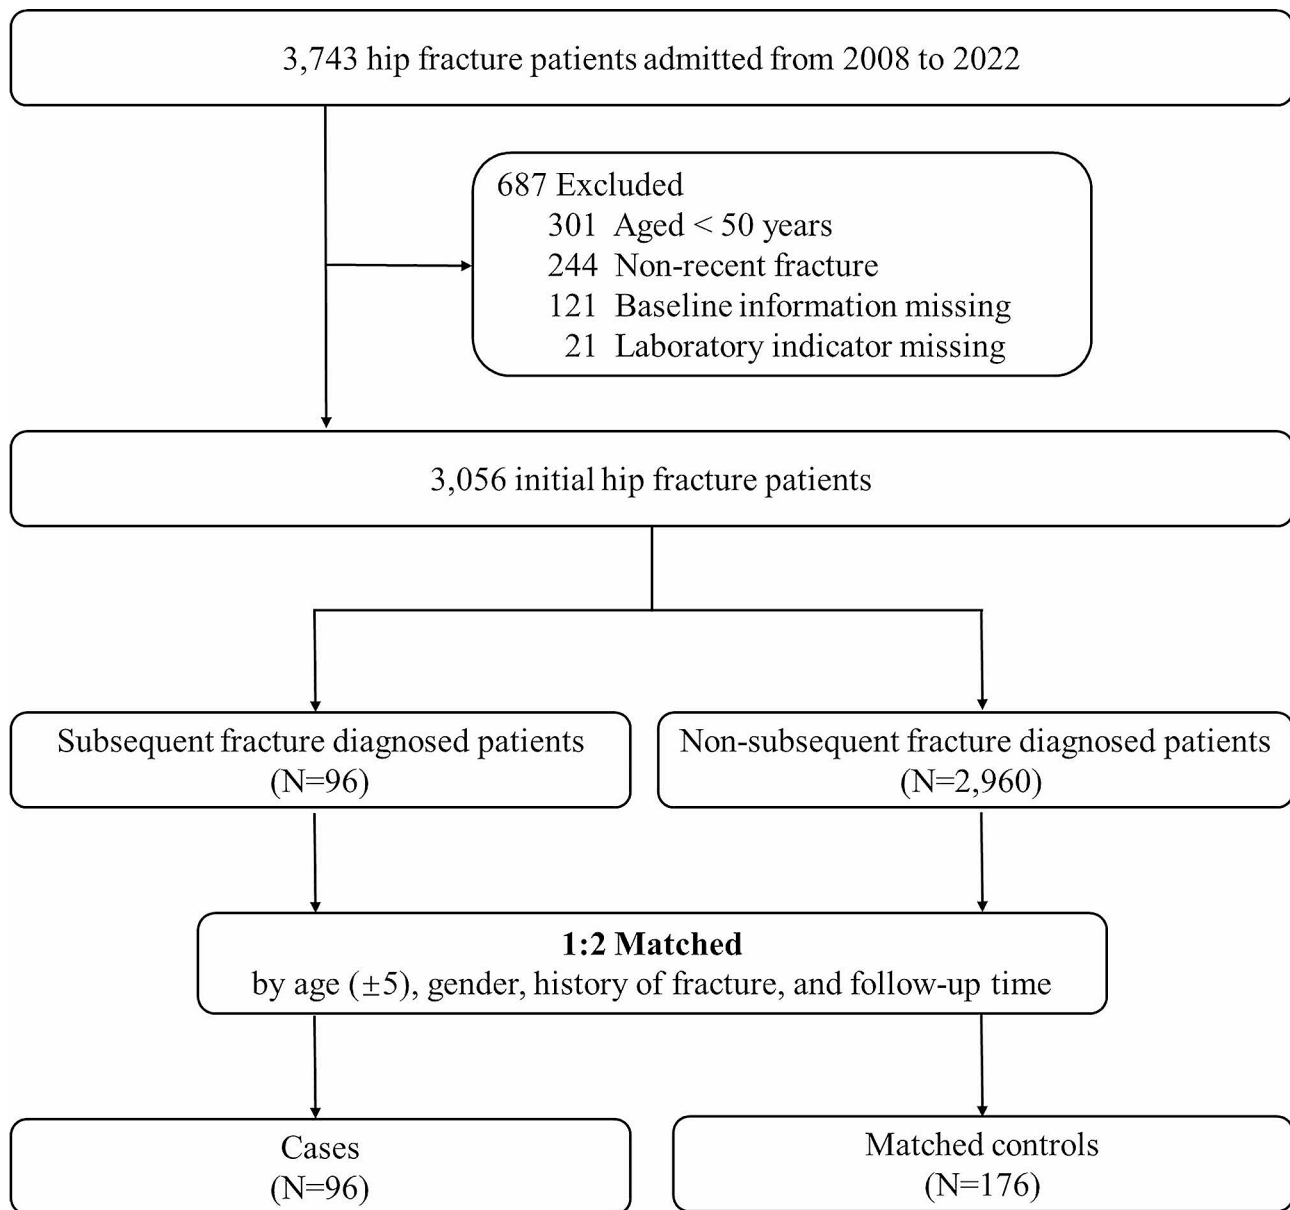 3,743 hip fracture patients admitted from 2008 to 2022
687 Excluded
301 Aged < 50 years
244 Non-recent fracture
121 Baseline information missing
21 Laboratory indicator missing
3,056 initial hip fracture patients
Subsequent fracture diagnosed patients
(N=96)
Non-subsequent fracture diagnosed patients
(N=2,960)
1:2 Matched
by age (±5), gender, history of fracture, and follow-up time
Cases
(N=96)
Matched controls
(N=176)